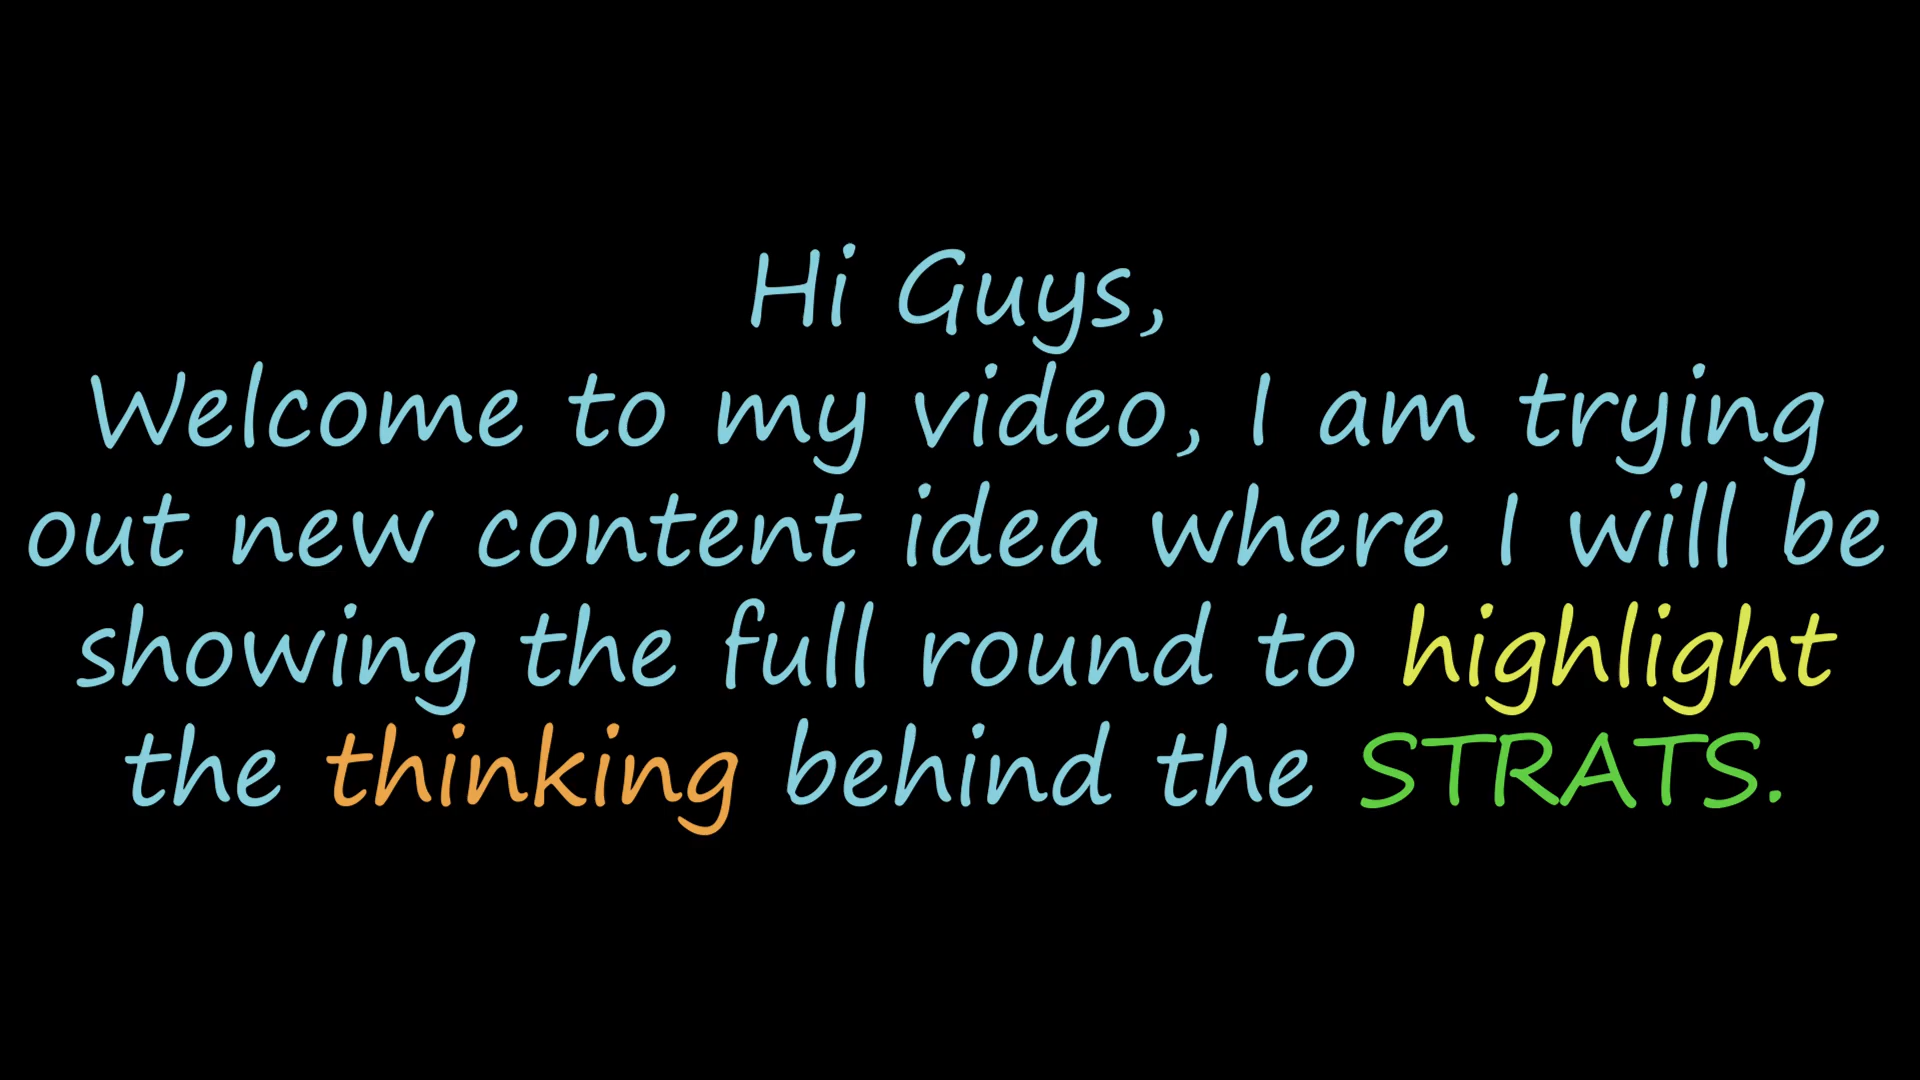 Hi Guys,
Welcome to my video, I am trying
out new content idea where I will be
showing the full round to highlight
the thinking behind the STRATS.